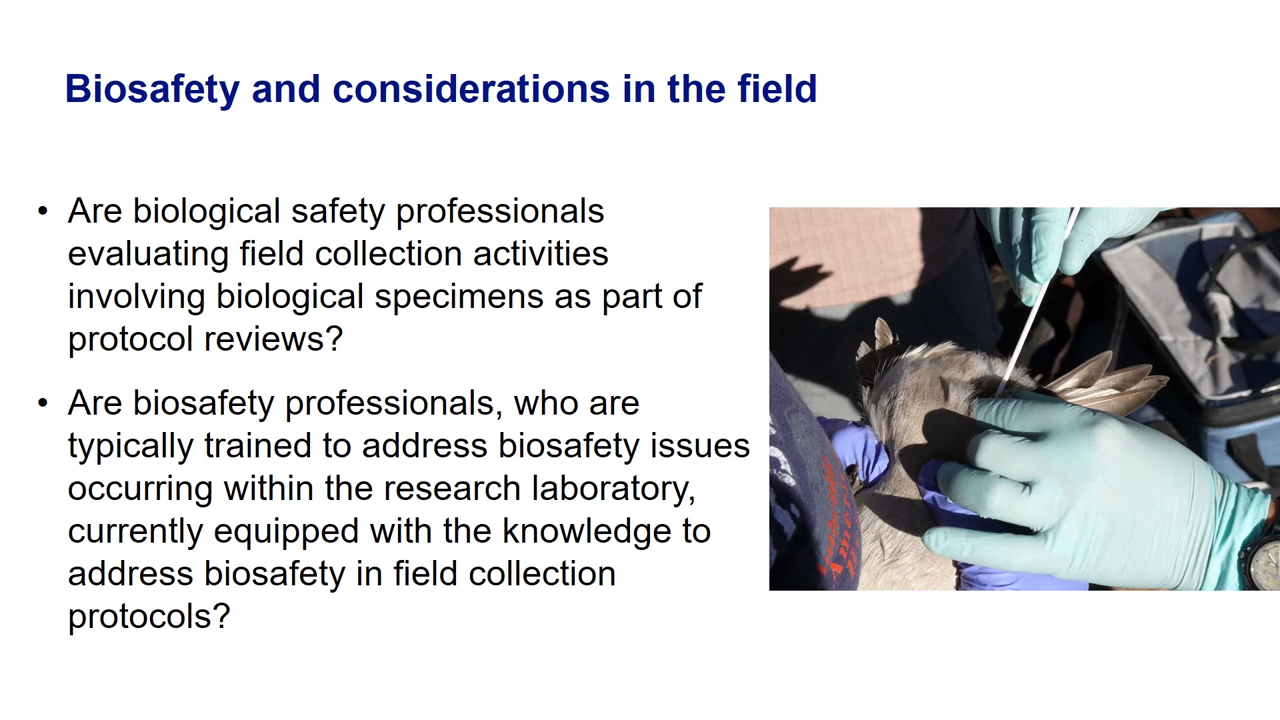 Biosafety and considerations in the field
• Are biological safety professionals
evaluating field collection activities
involving biological specimens as part of
protocol reviews?
• Are biosafety professionals, who are
typically trained to address biosafety issues
occurring within the research laboratory,
currently equipped with the knowledge to
address biosafety in field collection
protocols?